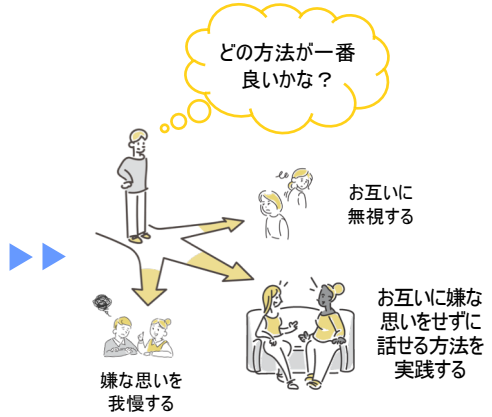 どの方法が一番
良いかな？
お互いに
無視する
お互いに嫌な
思いをせずに
話せる方法を
実践する
嫌な思いを
我慢する